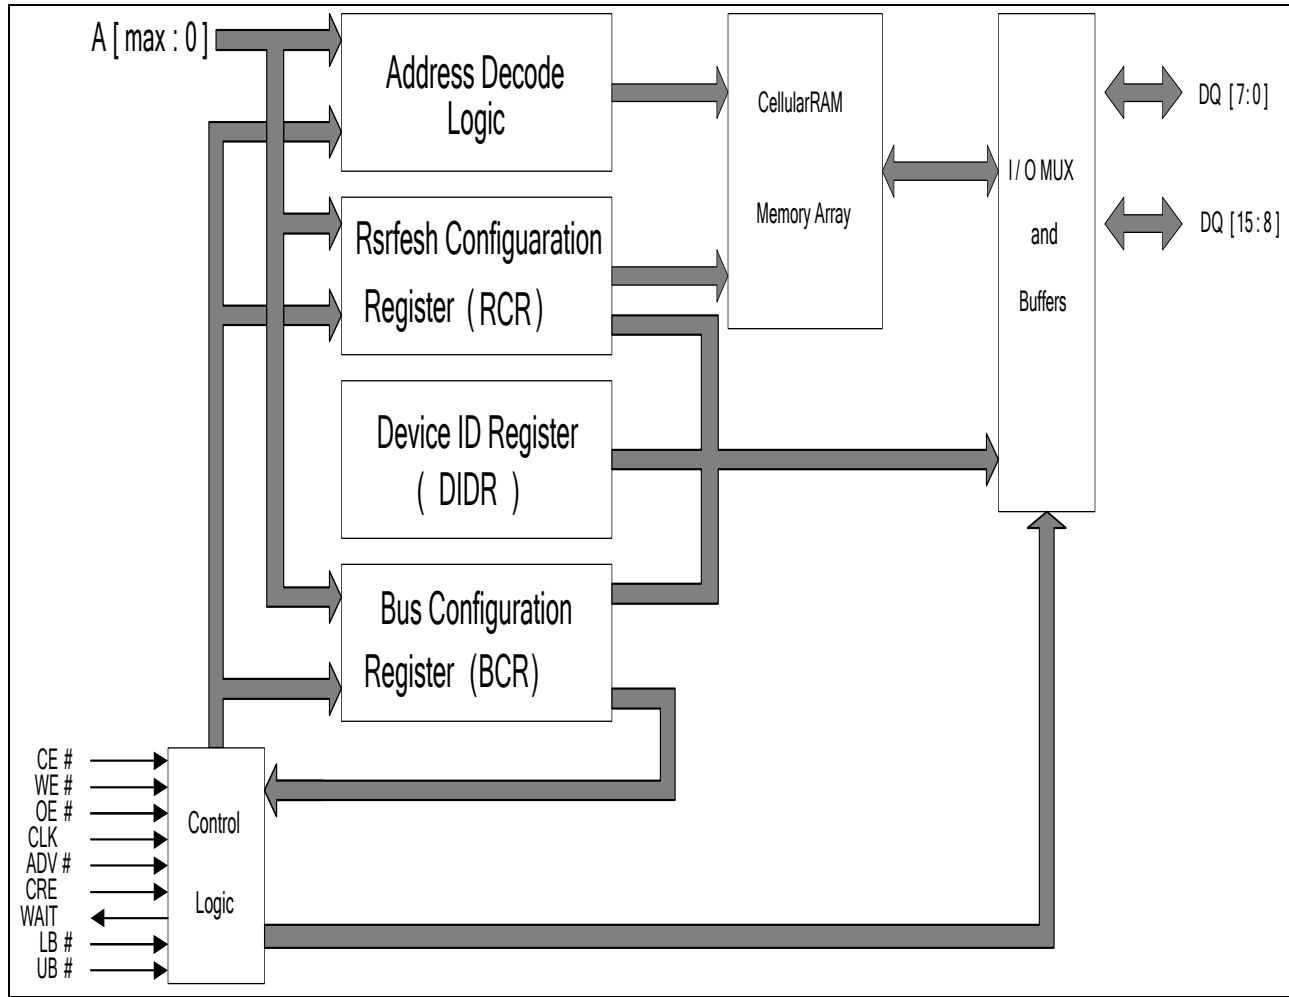 A [ max : 0 ]
Address Decode
Logic
CellularRAM
Memory Array
I / O MUX
and
Buffers
DQ [ 7: 0 ]
DQ [ 15 : 8 ]
Rsrfesh Configuaration
Register ( RCR )
Device ID Register
( DIDR )
Bus Configuration
Register (BCR)
CE #
WE #
OE #
CLK
ADV #
CRE
WAIT
LB #
UB #
Control
Logic